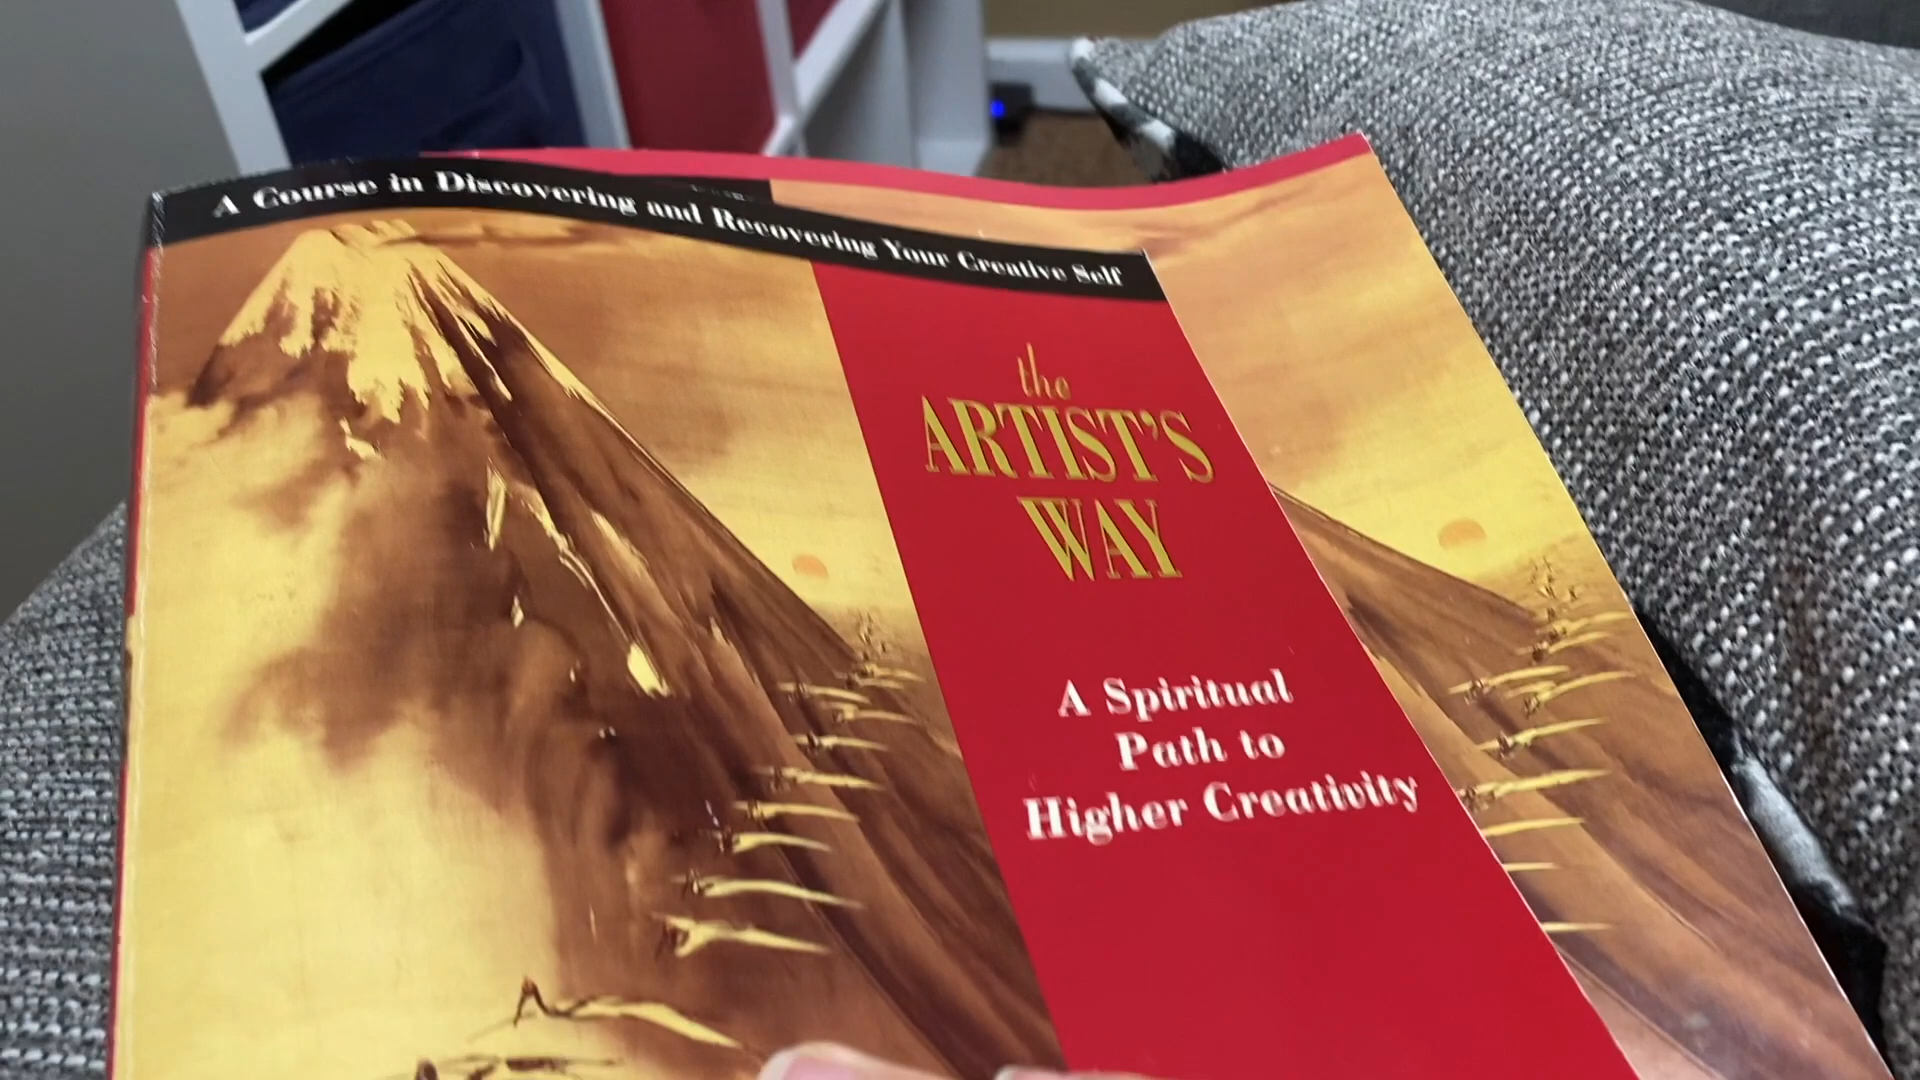 A Course in Discovering and Recovering Your Creative Self
the
ARTIST'S
WAY
A Spiritual
Path to
Higher Creativity